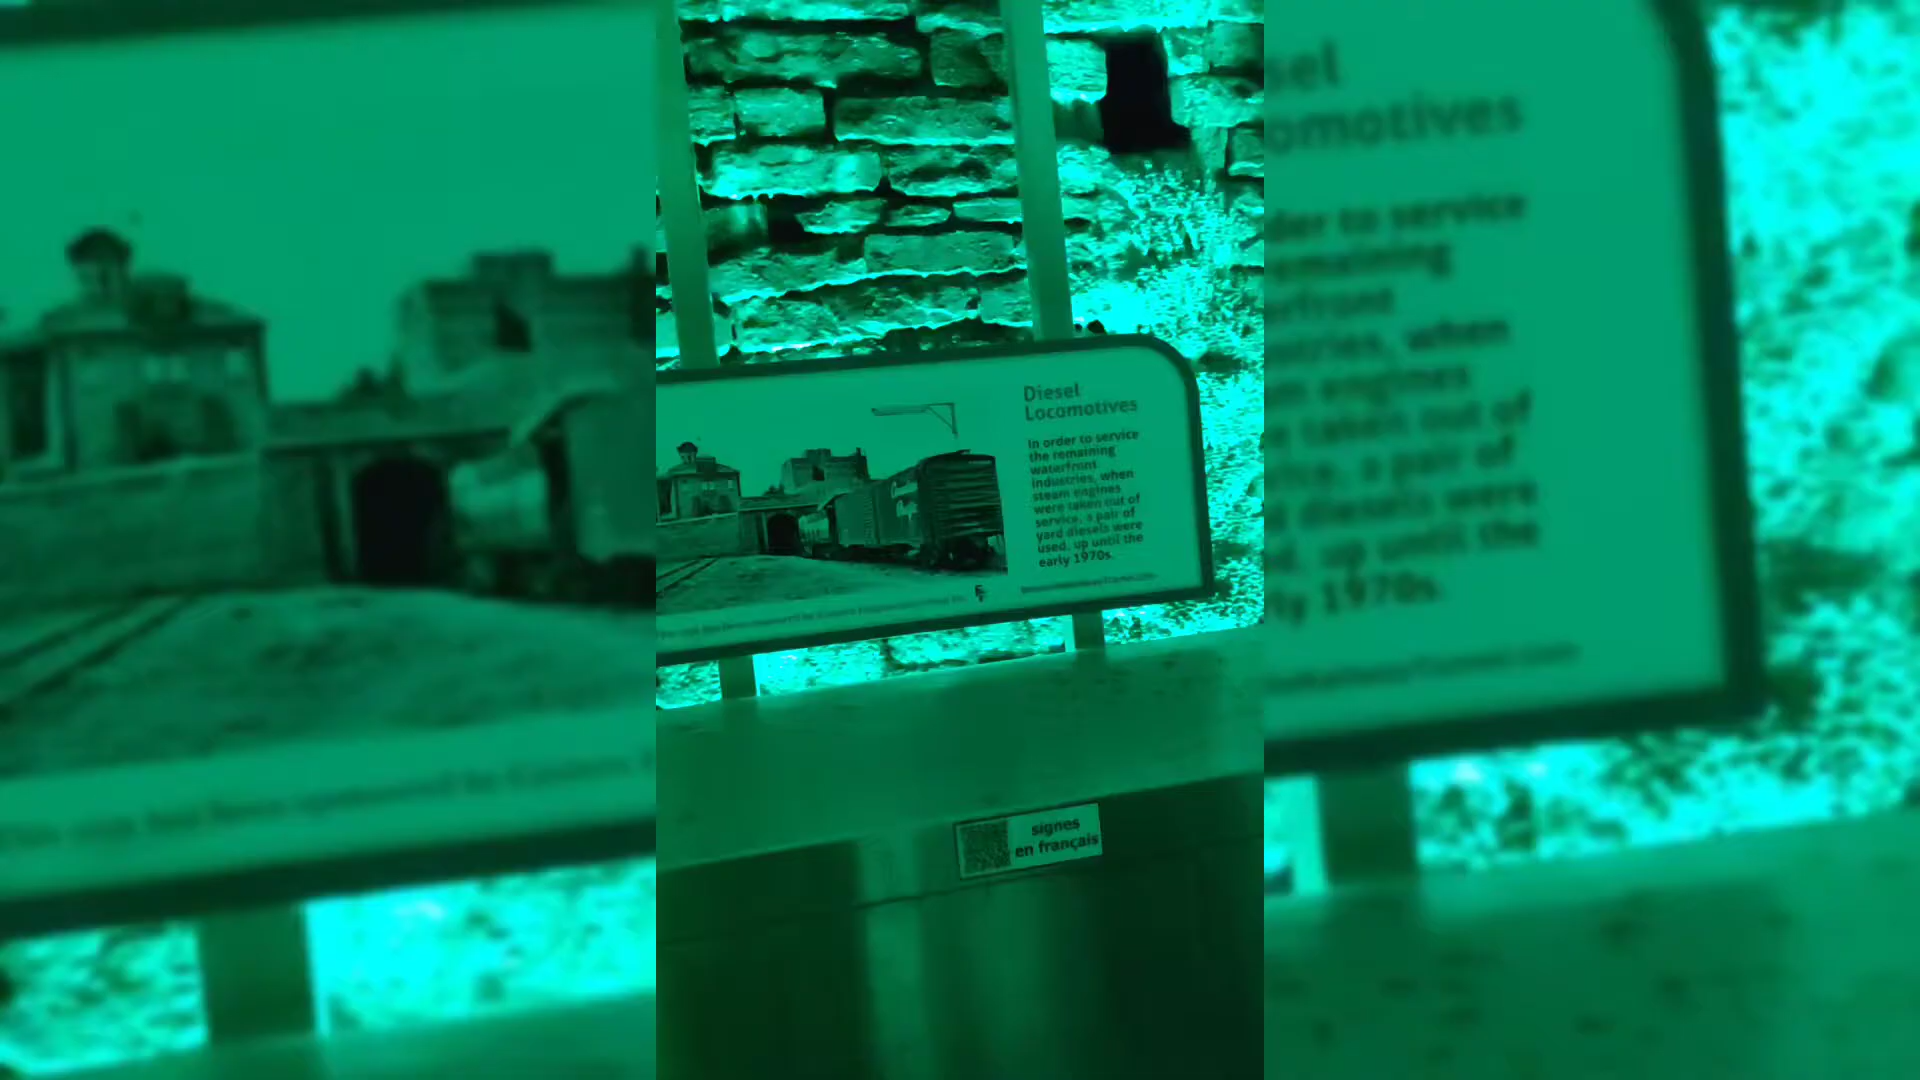 Diesel
Locomotives
In order to service
the remaining
waterfront
industries, when
steam engines
were taken out of
service, a pair of
yard diesels were
used, up until the
early 1970s.
signes
en français